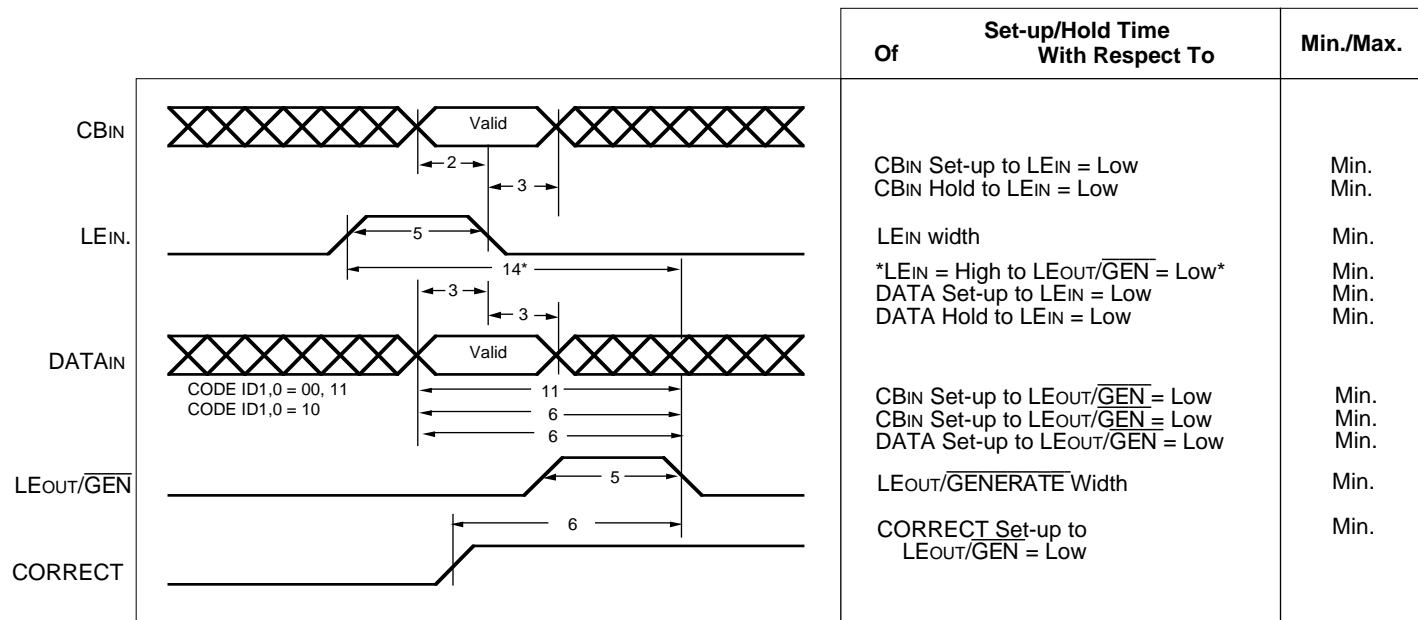 Set-up/Hold Time
Of With Respect To
Min./Max.
CBIN
Valid
2
3
CBIN Set-up to LEIN = Low Min.
CBIN Hold to LEIN = Low Min.
LEIN.
5
LEIN width Min.
14*
*LEIN = High to LEOUT/GEN = Low* Min.
3
DATA Set-up to LEIN = Low Min.
3
DATA Hold to LEIN = Low Min.
DATAIN
Valid
CODE ID1,0 = 00, 11
11
CBIN Set-up to LEOUT/GEN = Low Min.
CODE ID1,0 = 10
6
CBIN Set-up to LEOUT/GEN = Low Min.
6
DATA Set-up to LEOUT/GEN = Low Min.
LEOUT/GEN
5
LEOUT/GENERATE Width Min.
6
CORRECT Set-up to Min.
LEOUT/GEN = Low
CORRECT